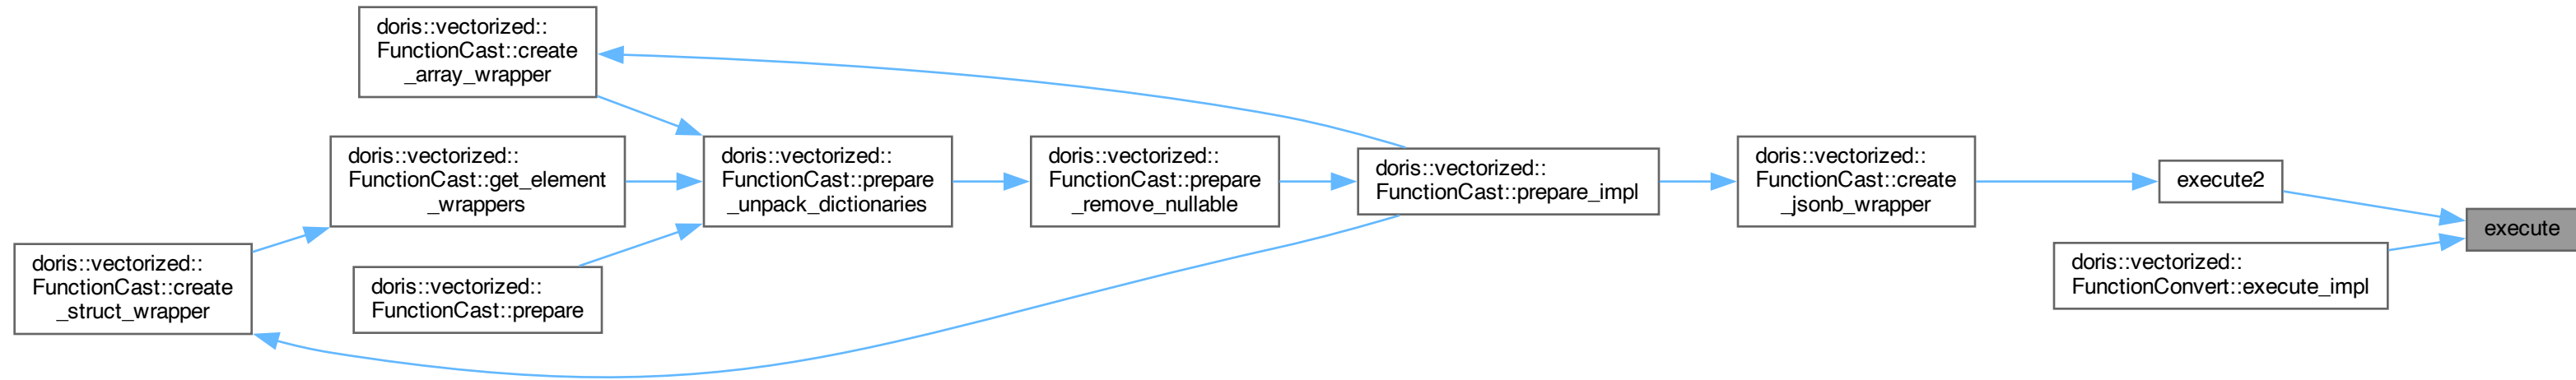 doris::vectorized::
FunctionCast::create
_array_wrapper
doris::vectorized::
FunctionCast::get_element
_wrappers
doris::vectorized::
FunctionCast::create
_struct_wrapper
doris::vectorized::
FunctionCast::prepare
doris::vectorized::
FunctionCast::prepare
_unpack_dictionaries
doris::vectorized::
FunctionCast::prepare
_remove_nullable
doris::vectorized::
FunctionCast::prepare_impl
doris::vectorized::
FunctionCast::create
_jsonb_wrapper
execute2
doris::vectorized::
FunctionConvert::execute_impl
execute